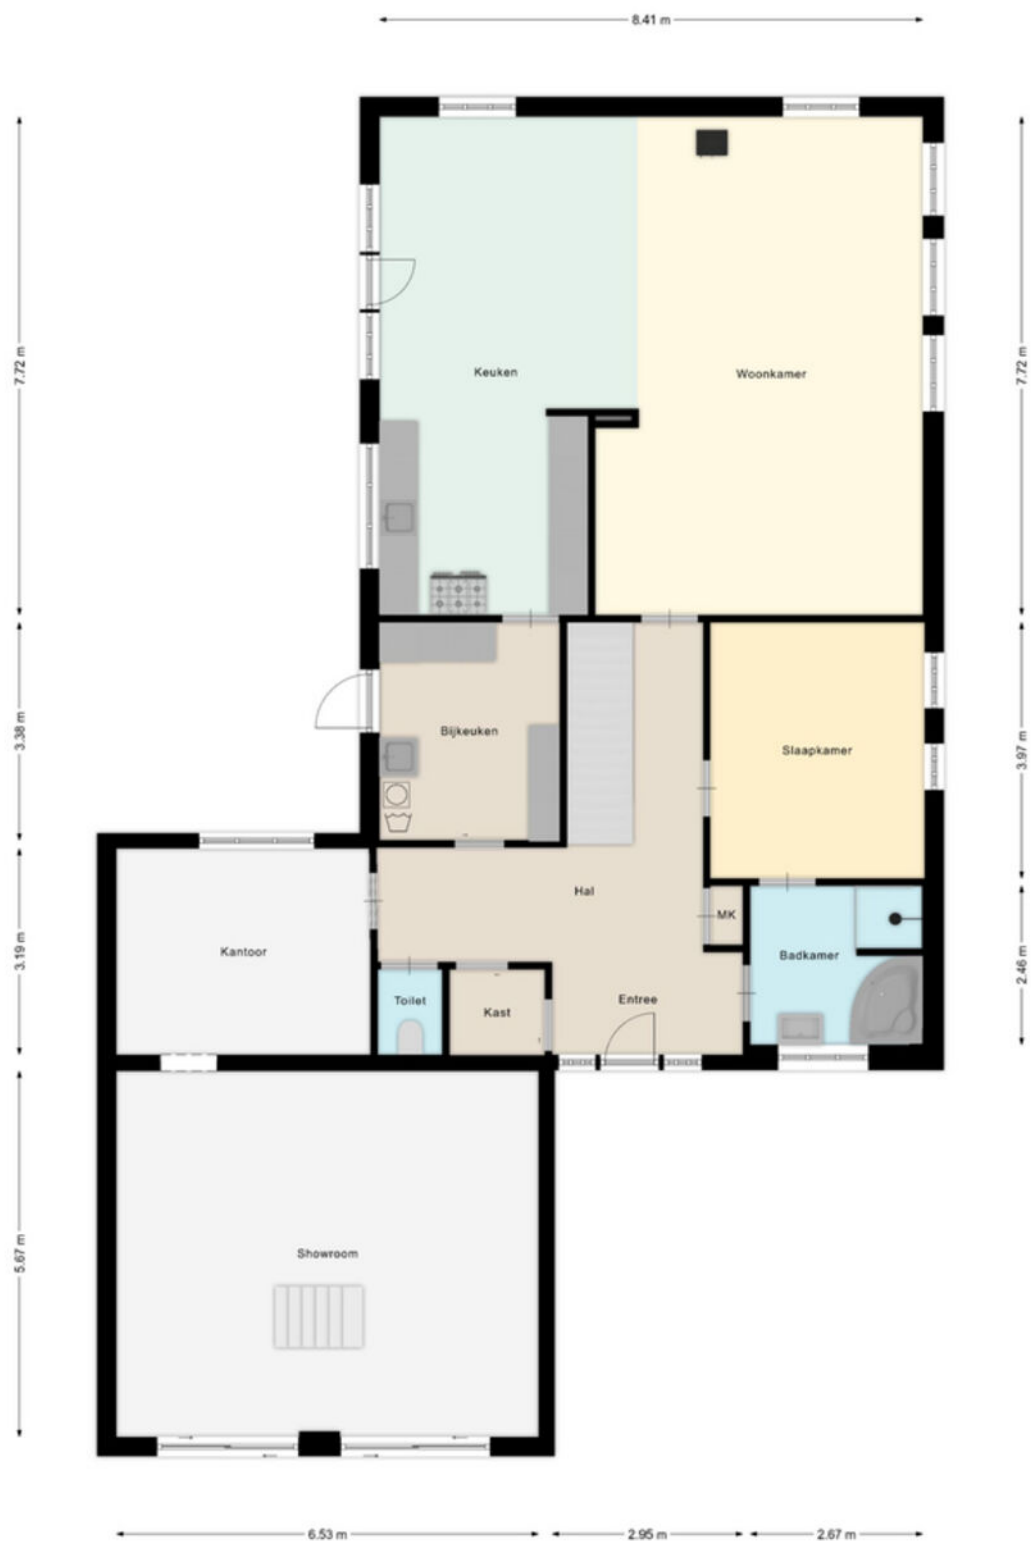 8.41 m
7.72 m
7.72 m
Keuken
Woonkamer
3.38 m
Bijkeuken
Slaapkamer
3.97 m
Hal
MK
3.19 m
Kantoor
Badkamer
2.46 m
Toilet
Kast
Entree
5.67 m
Showroom
6.53 m
2.95 m
2.67 m